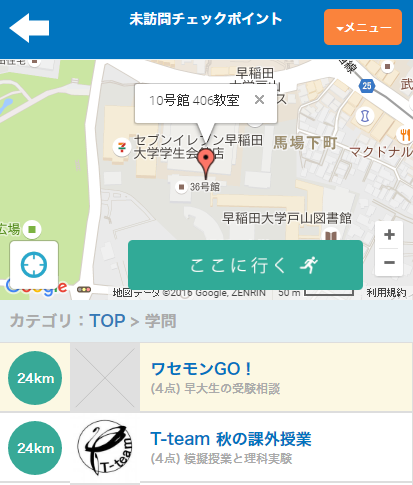 未訪問チェックポイント
メニュー
早稲田
25
10号館 406教室 ×
セブンイレブン早稲田
大学学生会館店
馬場下町
マクドナル
36号館
早稲田大学戸山図書館
広場
+
−
ここに行く
Google
地図データ ©2016 Google, ZENRIN
50 m
利用規約
カテゴリ：TOP > 学問
24km
ワセモンGO！
(4点) 早大生の受験相談
24km
T-team
T-team 秋の課外授業
(4点) 模擬授業と理科実験